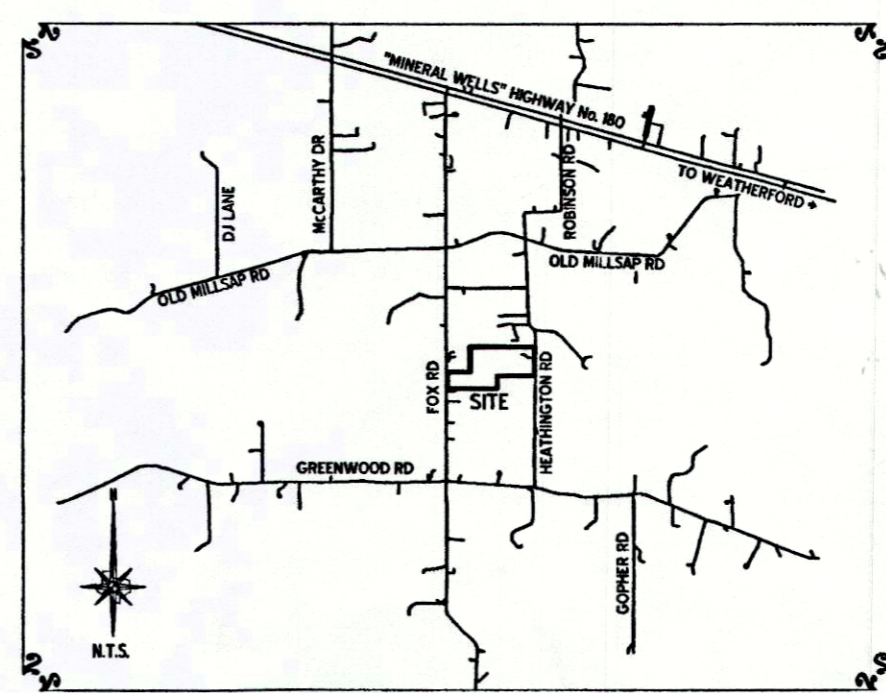 "MINERAL WELLS" HIGHWAY No. 180
TO WEATHERFORD
McCARTHY DR
ROBINSON RD
DJ LANE
OLD MILLSAP RD
OLD MILLSAP RD
FOX RD
SITE
HEATHINGTON RD
GREENWOOD RD
GOPHER RD
N
N.T.S.